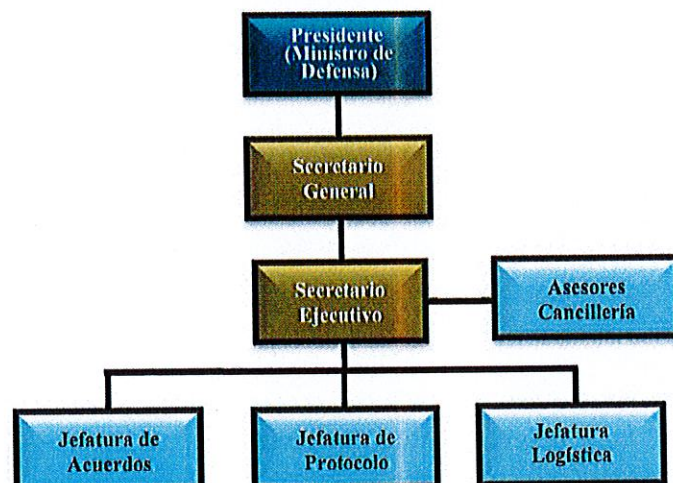 Presidente
(Ministro de
Defensa)
Secretario
General
Secretario
Ejecutivo
Asesores
Cancillería
Jefatura de
Acuerdos
Jefatura de
Protocolo
Jefatura
Logística